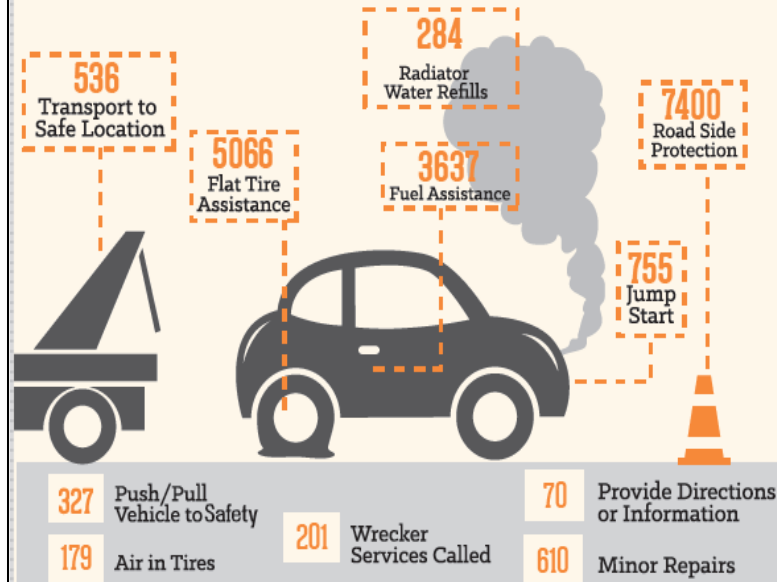 536
Transport to
Safe Location
284
Radiator
Water Refills
7400
Road Side
Protection
5066
Flat Tire
Assistance
3637
Fuel Assistance
755
Jump
Start
327
Push/Pull
Vehicle to Safety
179
Air in Tires
201
Wrecker
Services Called
70
Provide Directions
or Information
610
Minor Repairs